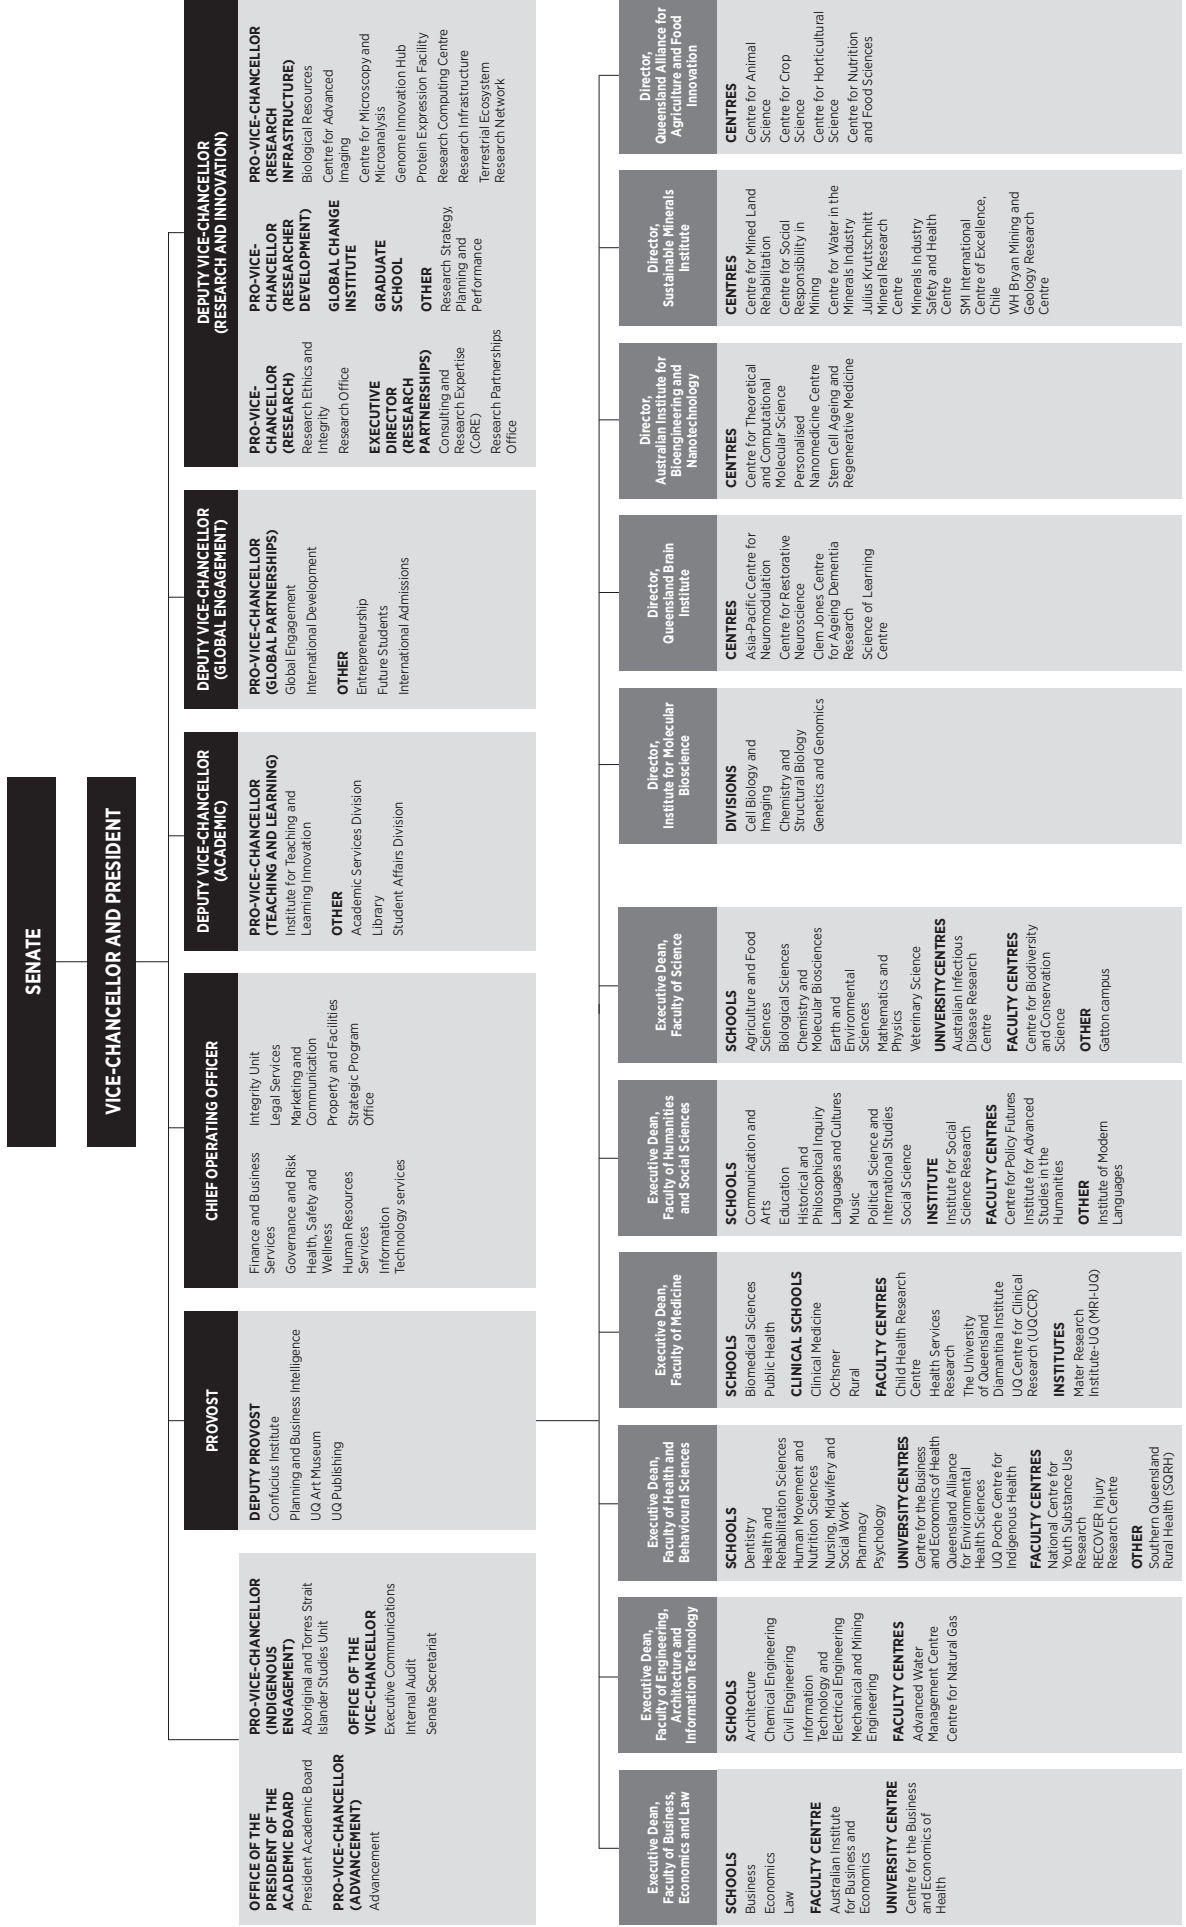 SENATE
VICE-CHANCELLOR AND PRESIDENT
OFFICE OF THE
PRESIDENT OF THE
ACADEMIC BOARD
President Academic Board
PRO-VICE-CHANCELLOR
(ADVANCEMENT)
Advancement
PRO-VICE-CHANCELLOR
(INDIGENOUS
ENGAGEMENT)
Aboriginal and Torres Strait
Islander Studies Unit
OFFICE OF THE
VICE-CHANCELLOR
Executive Communications
Internal Audit
Senate Secretariat
PROVOST
DEPUTY PROVOST
Confucius Institute
Planning and Business Intelligence
UQ Art Museum
UQ Publishing
CHIEF OPERATING OFFICER
Finance and Business
Services
Governance and Risk
Health, Safety and
Wellness
Human Resources
Services
Information
Technology services
Integrity Unit
Legal Services
Marketing and
Communication
Property and Facilities
Strategic Program
Office
DEPUTY VICE-CHANCELLOR
(ACADEMIC)
PRO-VICE-CHANCELLOR
(TEACHING AND LEARNING)
Institute for Teaching and
Learning Innovation
OTHER
Academic Services Division
Library
Student Affairs Division
DEPUTY VICE-CHANCELLOR
(GLOBAL ENGAGEMENT)
PRO-VICE-CHANCELLOR
(GLOBAL PARTNERSHIPS)
Global Engagement
International Development
OTHER
Entrepreneurship
Future Students
International Admissions
DEPUTY VICE-CHANCELLOR
(RESEARCH AND INNOVATION)
PRO-VICE-
CHANCELLOR
(RESEARCH)
Research Ethics and
Integrity
Research Office
EXECUTIVE
DIRECTOR
(RESEARCH
PARTNERSHIPS)
Consulting and
Research Expertise
(CoRE)
Research Partnerships
Office
PRO-VICE-
CHANCELLOR
(RESEARCHER
DEVELOPMENT)
GLOBAL CHANGE
INSTITUTE
GRADUATE
SCHOOL
OTHER
Research Strategy,
Planning and
Performance
PRO-VICE-CHANCELLOR
(RESEARCH
INFRASTRUCTURE)
Biological Resources
Centre for Advanced
Imaging
Centre for Microscopy and
Microanalysis
Genome Innovation Hub
Protein Expression Facility
Research Computing Centre
Research Infrastructure
Terrestrial Ecosystem
Research Network
Executive Dean,
Faculty of Business,
Economics and Law
SCHOOLS
Business
Economics
Law
FACULTY CENTRE
Australian Institute
for Business and
Economics
UNIVERSITY CENTRE
Centre for the Business
and Economics of
Health
Executive Dean,
Faculty of Engineering,
Architecture and
Information Technology
SCHOOLS
Architecture
Chemical Engineering
Civil Engineering
Information
Technology and
Electrical Engineering
Mechanical and Mining
Engineering
FACULTY CENTRES
Advanced Water
Management Centre
Centre for Natural Gas
Executive Dean,
Faculty of Health and
Behavioural Sciences
SCHOOLS
Dentistry
Health and
Rehabilitation Sciences
Human Movement and
Nutrition Sciences
Nursing, Midwifery and
Social Work
Pharmacy
Psychology
UNIVERSITY CENTRES
Centre for the Business
and Economics of Health
Queensland Alliance
for Environmental
Health Sciences
UQ Poche Centre for
Indigenous Health
FACULTY CENTRES
National Centre for
Youth Substance Use
Research
RECOVER Injury
Research Centre
OTHER
Southern Queensland
Rural Health (SQRH)
Executive Dean,
Faculty of Medicine
SCHOOLS
Biomedical Sciences
Public Health
CLINICAL SCHOOLS
Clinical Medicine
Ochsner
Rural
FACULTY CENTRES
Child Health Research
Centre
Health Services
Research
The University
of Queensland
Diamantina Institute
UQ Centre for Clinical
Research (UQCCR)
INSTITUTES
Mater Research
Institute-UQ (MRI-UQ)
Executive Dean,
Faculty of Humanities
and Social Sciences
SCHOOLS
Communication and
Arts
Education
Historical and
Philosophical Inquiry
Languages and Cultures
Music
Political Science and
International Studies
Social Science
INSTITUTE
Institute for Social
Science Research
FACULTY CENTRES
Centre for Policy Futures
Institute for Advanced
Studies in the
Humanities
OTHER
Institute of Modern
Languages
Executive Dean,
Faculty of Science
SCHOOLS
Agriculture and Food
Sciences
Biological Sciences
Chemistry and
Molecular Biosciences
Earth and
Environmental
Sciences
Mathematics and
Physics
Veterinary Science
UNIVERSITY CENTRES
Australian Infectious
Disease Research
Centre
FACULTY CENTRES
Centre for Biodiversity
and Conservation
Science
OTHER
Gatton campus
Director,
Institute for Molecular
Bioscience
DIVISIONS
Cell Biology and
Imaging
Chemistry and
Structural Biology
Genetics and Genomics
Director,
Queensland Brain
Institute
CENTRES
Asia-Pacific Centre for
Neuromodulation
Centre for Restorative
Neuroscience
Clem Jones Centre
for Ageing Dementia
Research
Science of Learning
Centre
Director,
Australian Institute for
Bioengineering and
Nanotechnology
CENTRES
Centre for Theoretical
and Computational
Molecular Science
Personalised
Nanomedicine Centre
Stem Cell Ageing and
Regenerative Medicine
Director,
Sustainable Minerals
Institute
CENTRES
Centre for Mined Land
Rehabilitation
Centre for Social
Responsibility in
Mining
Centre for Water in the
Minerals Industry
Julius Kruttschnitt
Mineral Research
Centre
Minerals Industry
Safety and Health
Centre
SMI International
Centre of Excellence,
Chile
WH Bryan Mining and
Geology Research
Centre
Director,
Queensland Alliance for
Agriculture and Food
Innovation
CENTRES
Centre for Animal
Science
Centre for Crop
Science
Centre for Horticultural
Science
Centre for Nutrition
and Food Sciences